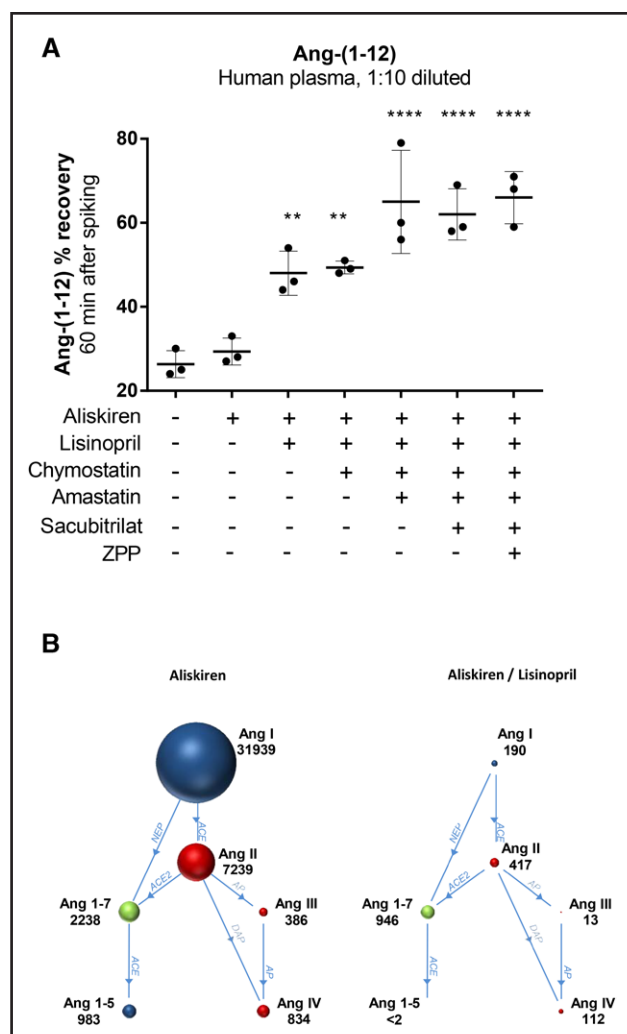 A
Ang-(1-12)
Human plasma, 1:10 diluted
Ang-(1-12) % recovery
60 min after spiking
80
60
40
20
** ** **** **** ****
Aliskiren - + + + + + +
Lisinopril - - + + + + +
Chymostatin - - - + + + +
Amastatin - - - - + + +
Sacubitrilat - - - - - + +
ZPP - - - - - - +
B
Aliskiren
Ang I
31939
NEP
ACE
Ang II
7239
ACE2
AP
Ang 1-7
2238
Ang III
386
DAP
ACE
AP
Ang 1-5
983
Ang IV
834
Aliskiren / Lisinopril
Ang I
190
NEP
ACE
Ang II
417
ACE2
AP
Ang 1-7
946
Ang III
13
DAP
ACE
AP
Ang 1-5
<2
Ang IV
112